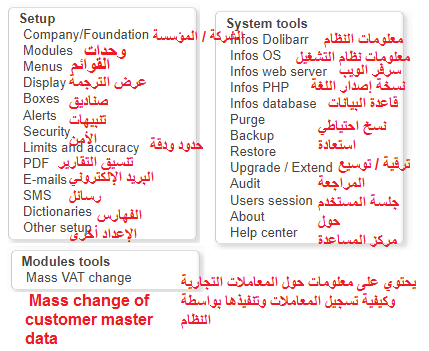 Setup
Company/Foundation الشركة / المؤسسة
Modules وحدات
Menus القوائم
Display عرض الترجمة
Boxes صناديق
Alerts تنبيهات
Security الأمن
Limits and accuracy حدود ودقة
PDF تنسيق التقارير
E-mails البريد الإلكتروني
SMS رسائل
Dictionaries الفهارس
Other setup الإعداد أخرى
System tools
Infos Dolibarr معلومات النظام
Infos OS معلومات نظام التشغيل
Infos web server سرفر الويب
Infos PHP نسخة إصدار اللغة
Infos database قاعدة البيانات
Purge
Backup نسخ احتياطي
Restore استعادة
Upgrade / Extend ترقية / توسيع
Audit المراجعة
Users session جلسة المستخدم
About حول
Help center مركز المساعدة
Modules tools
Mass VAT change
Mass change of
customer master
data
يحتوي على معلومات حول المعاملات التجارية
وكيفية تسجيل المعاملات وتنفيذها بواسطة
النظام